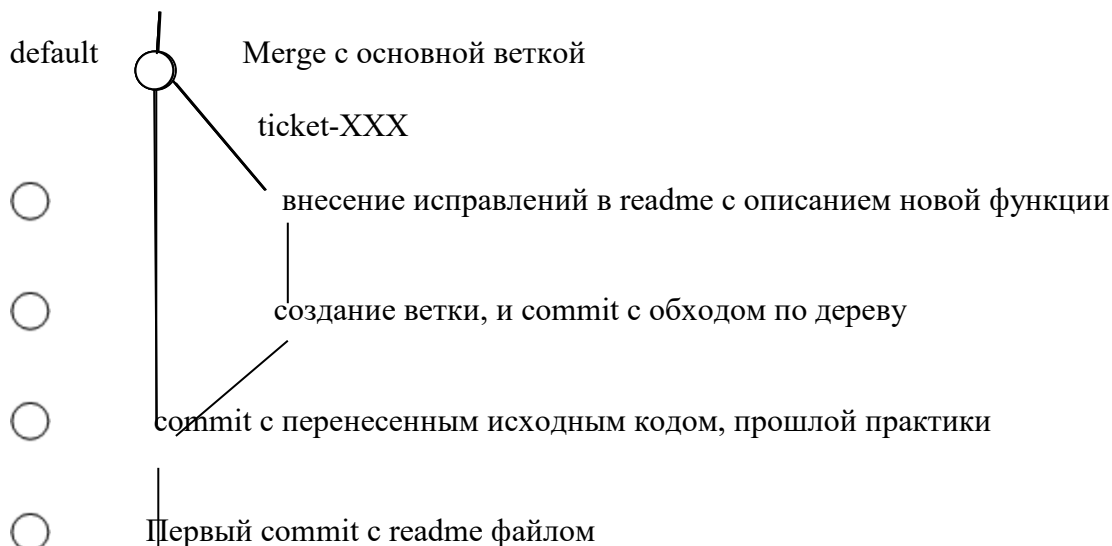 default Merge с основной веткой
ticket-XXX
внесение исправлений в readme с описанием новой функции
создание ветки, и commit с обходом по дереву
commit с перенесенным исходным кодом, прошлой практики
Первый commit с readme файлом